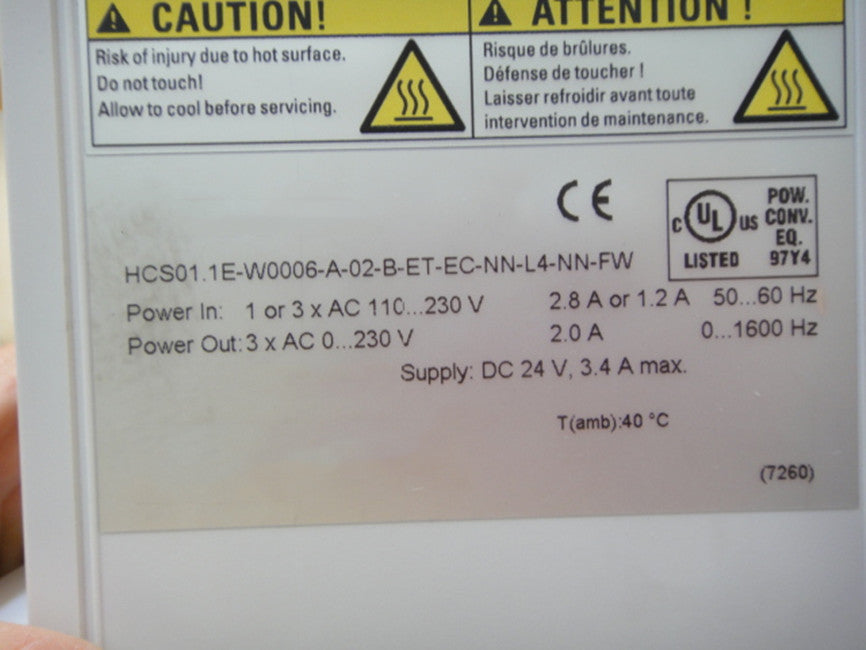 CAUTION!
Risk of injury due to hot surface.
Do not touch!
Allow to cool before servicing.
ATTENTION !
Risque de brûlures.
Défense de toucher !
Laisser refroidir avant toute
intervention de maintenance.
CE
C UL US
LISTED
POW.
CONV.
EQ.
97Y4
HCS01.1E-W0006-A-02-B-ET-EC-NN-L4-NN-FW
Power In: 1 or 3 x AC 110...230 V 2.8 A or 1.2 A 50...60 Hz
Power Out: 3 x AC 0...230 V 2.0 A 0...1600 Hz
Supply: DC 24 V, 3.4 A max.
T(amb):40 °C
(7260)